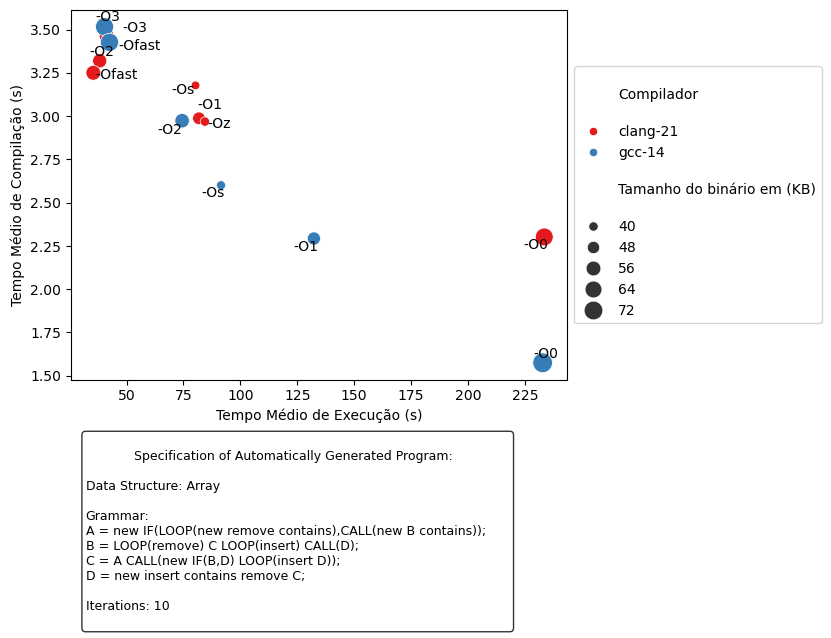 -O3
-O3
-Ofast
-O2
-Ofast
-Os
-O1
-O2
-Oz
-Os
-O1
-O0
-O0
3.50
3.25
3.00
2.75
2.50
2.25
2.00
1.75
1.50
Tempo Médio de Compilação (s)
50 75 100 125 150 175 200 225
Tempo Médio de Execução (s)
Compilador
clang-21
gcc-14
Tamanho do binário em (KB)
40
48
56
64
72
Specification of Automatically Generated Program:
Data Structure: Array
Grammar:
A = new IF(LOOP(new remove contains),CALL(new B contains));
B = LOOP(remove) C LOOP(insert) CALL(D);
C = A CALL(new IF(B,D) LOOP(insert D));
D = new insert contains remove C;
Iterations: 10